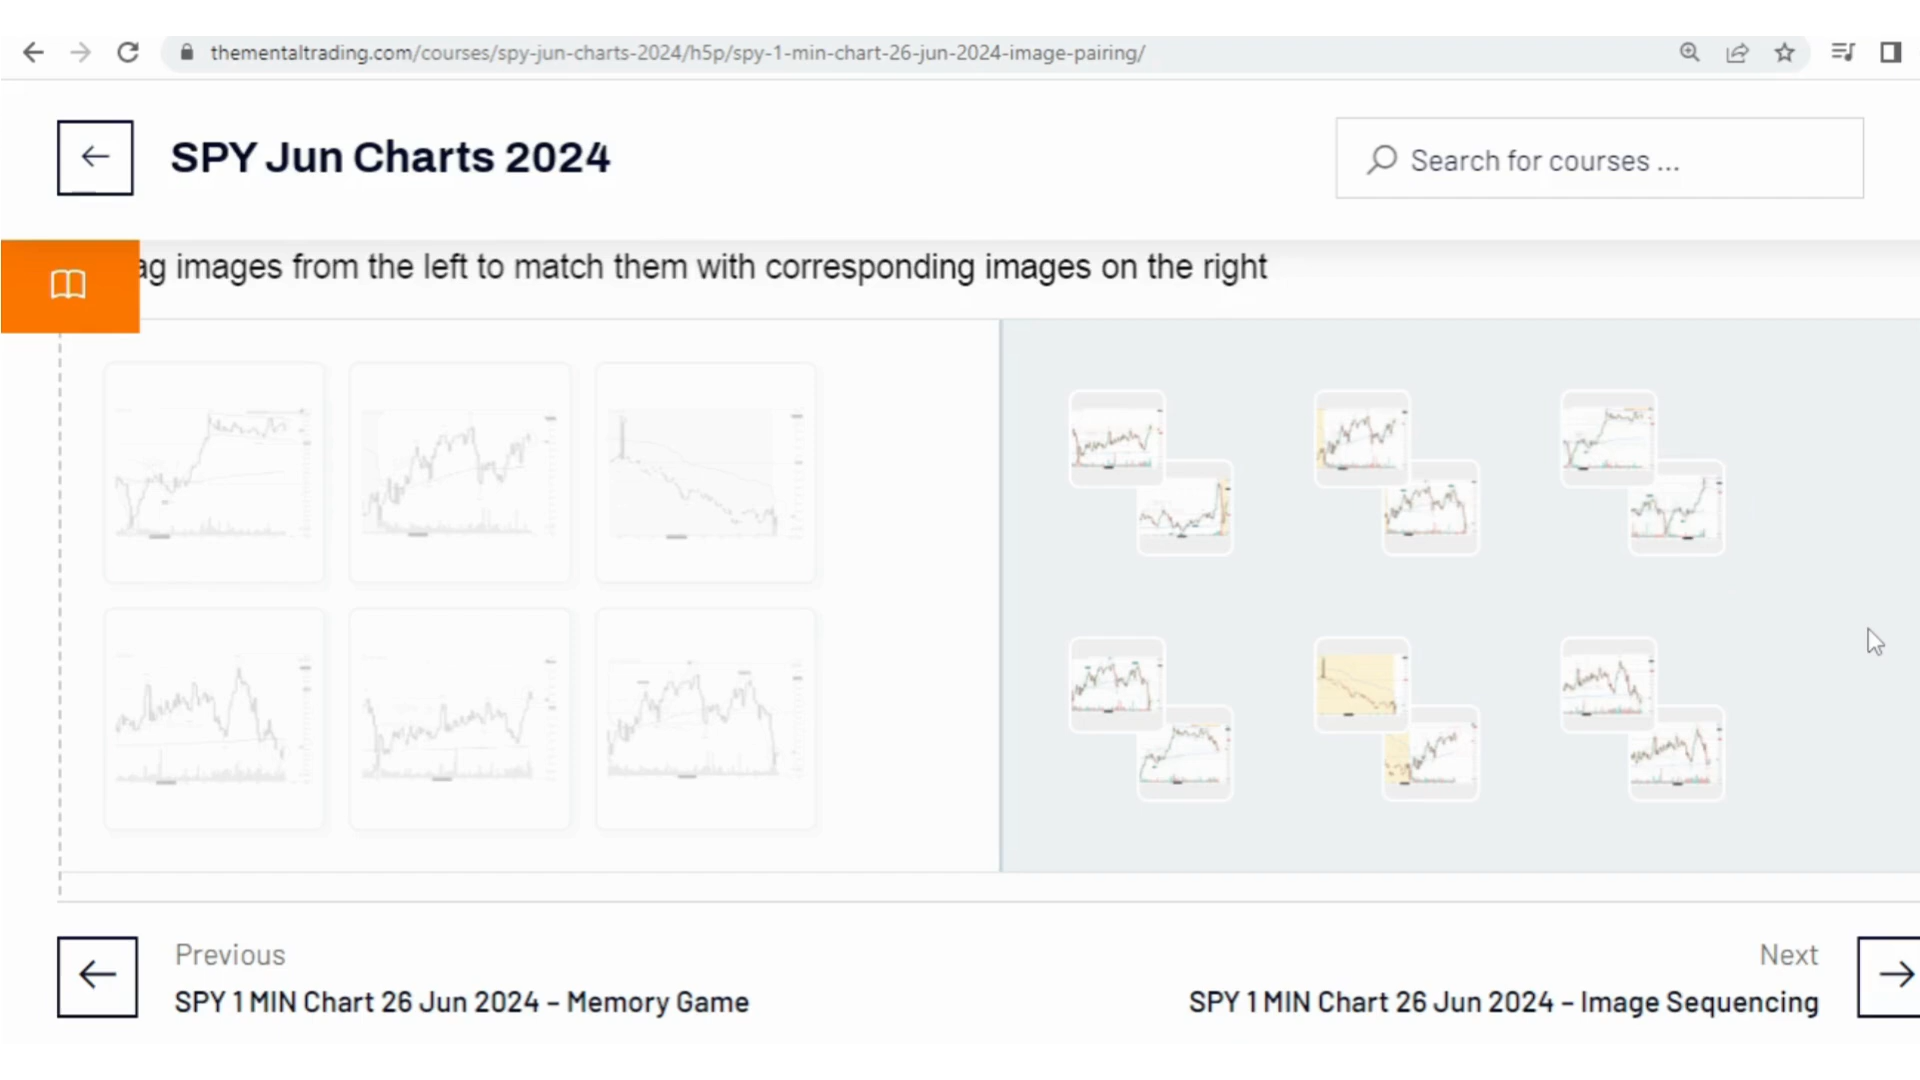 thementaltrading.com/courses/spy-jun-charts-2024/h5p/spy-1-min-chart-26-jun-2024-image-pairing/
SPY Jun Charts 2024
Search for courses ...
ag images from the left to match them with corresponding images on the right
Previous
SPY 1 MIN Chart 26 Jun 2024 – Memory Game
Next
SPY 1 MIN Chart 26 Jun 2024 – Image Sequencing